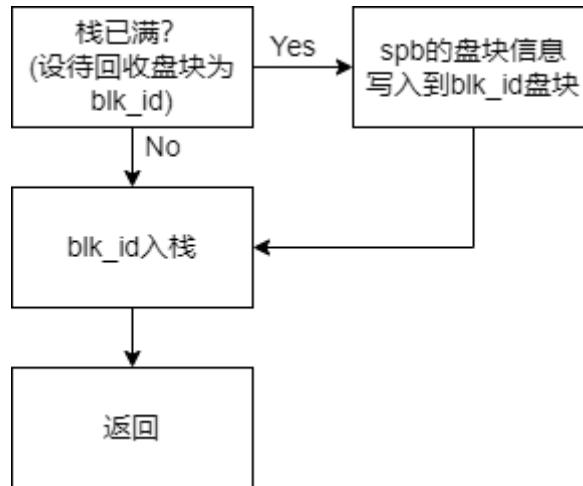 栈已满?
(设待回收盘块为
blk_id)
Yes
spb的盘块信息
写入到blk_id盘块
No
blk_id入栈
返回